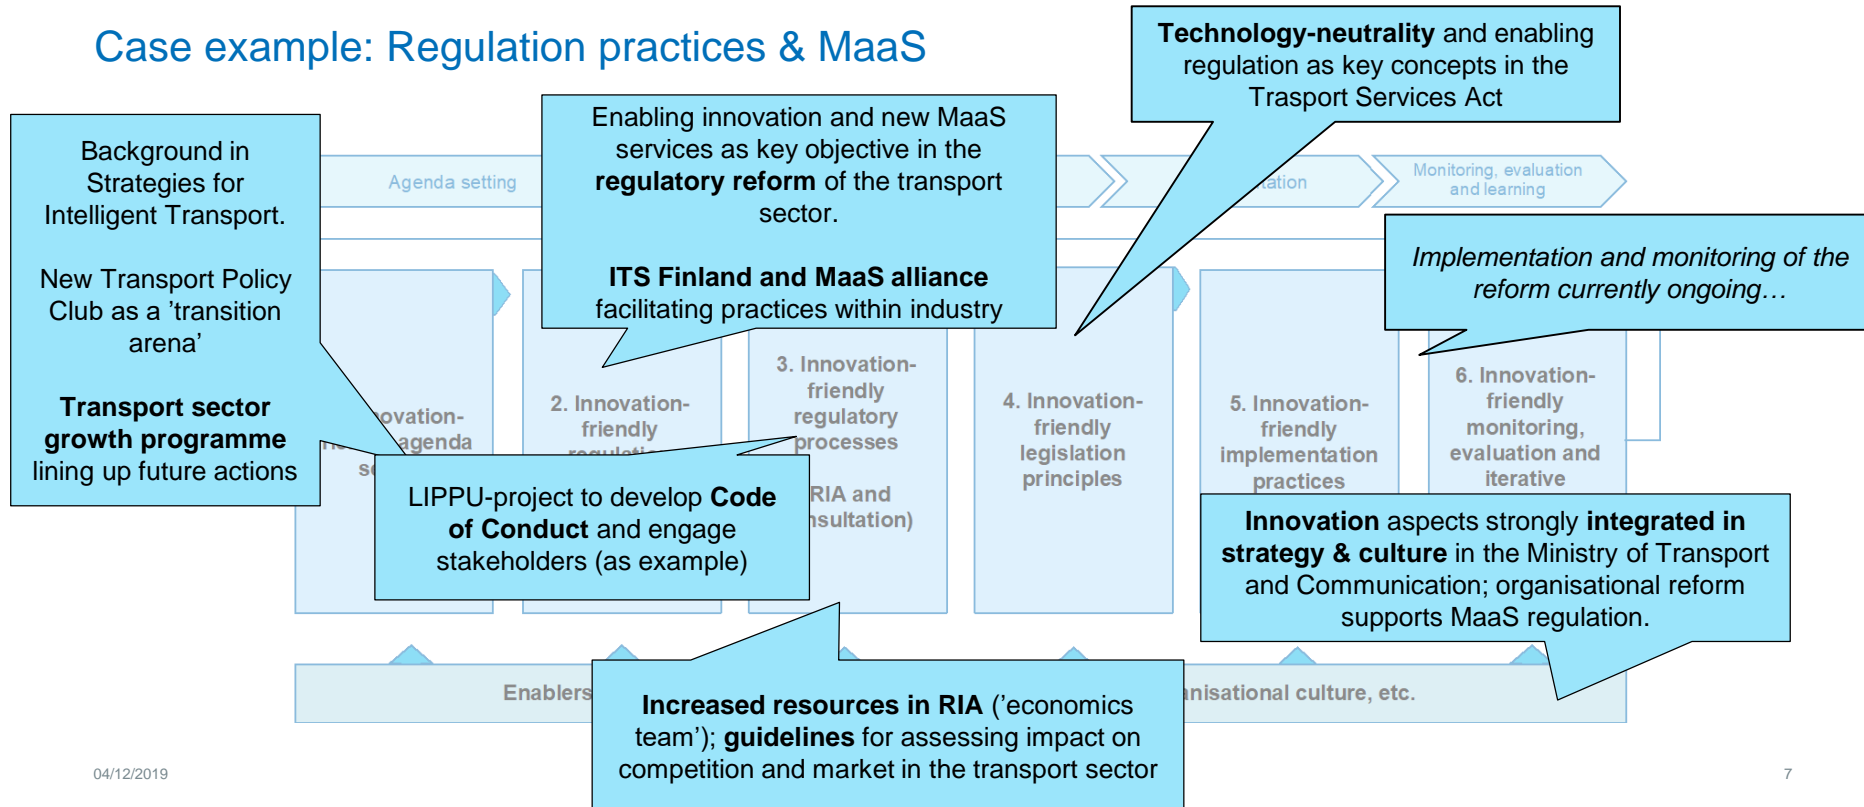 Case example: Regulation practices & MaaS
Technology-neutrality and enabling
regulation as key concepts in the
Trasport Services Act
Background in
Strategies for
Intelligent Transport.
New Transport Policy
Club as a ’transition
arena’
Transport sector
growth programme
lining up future actions
Enabling innovation and new MaaS
services as key objective in the
regulatory reform of the transport
sector.
ITS Finland and MaaS alliance
facilitating practices within industry
Agenda setting
Monitoring, evaluation
and learning
Implementation and monitoring of the
reform currently ongoing…
agenda
2. Innovation-
friendly
3. Innovation-
friendly
regulatory
processes
RIA and
4. Innovation-
friendly
legislation
principles
5. Innovation-
friendly
implementation
practices
6. Innovation-
friendly
monitoring,
evaluation and
iterative
LIPPU-project to develop Code
of Conduct and engage
stakeholders (as example)
Innovation aspects strongly integrated in
strategy & culture in the Ministry of Transport
and Communication; organisational reform
supports MaaS regulation.
Enablers
culture, etc.
Increased resources in RIA (’economics
team’); guidelines for assessing impact on
competition and market in the transport sector
04/12/2019
7